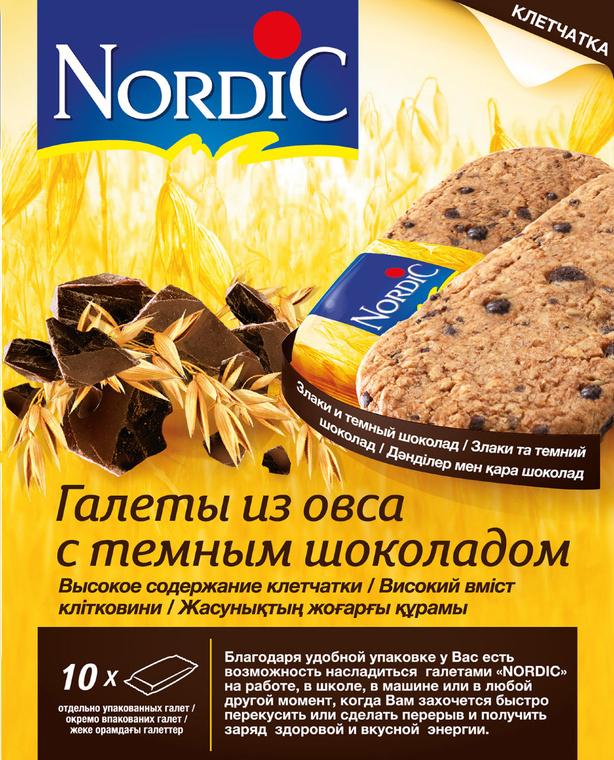 КЛЕТЧАТКА
NORDIC
NORDIC
Злаки и темный шоколад / Злаки та темний
шоколад / Дәнділер мен қара шоколад
Галеты из овса
с темным шоколадом
Высокое содержание клетчатки / Високий вміст
клітковини / Жасунықтың жоғарғы құрамы
10 x
отдельно упакованных галет /
окремо впакованих галет /
жеке орамдағы галеттер
Благодаря удобной упаковке у Вас есть
возможность насладиться галетами «NORDIC»
на работе, в школе, в машине или в любой
другой момент, когда Вам захочется быстро
перекусить или сделать перерыв и получить
заряд здоровой и вкусной энергии.